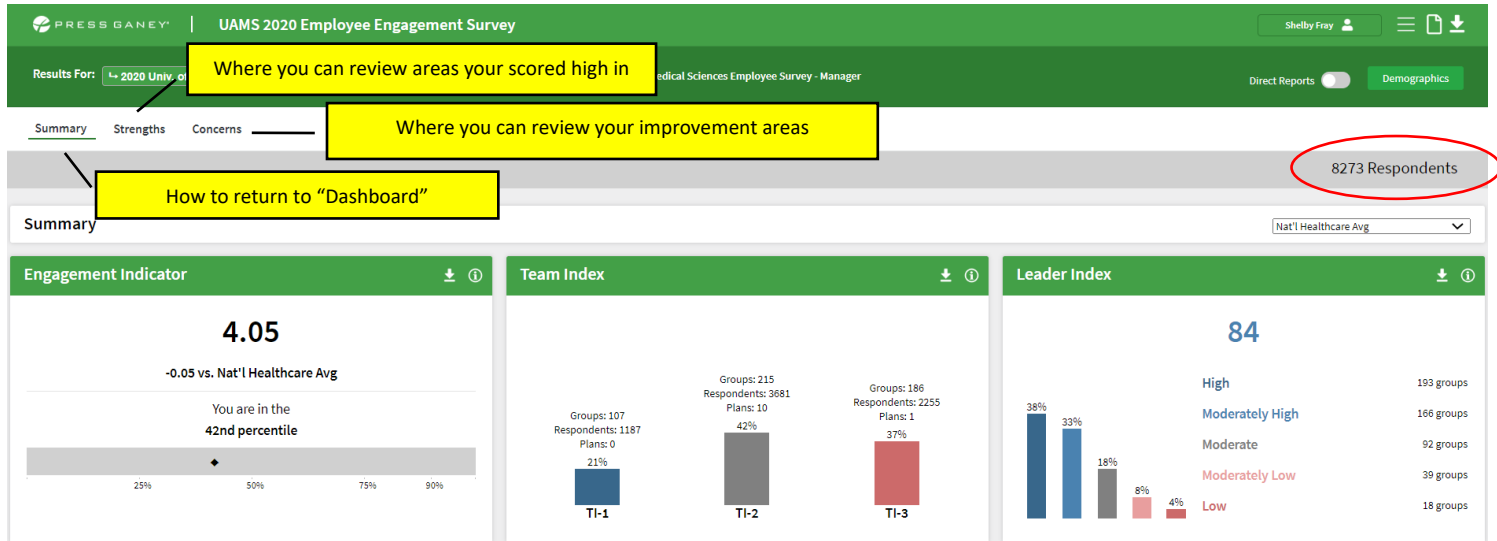 PRESS GANEY UAMS 2020 Employee Engagement Survey Shelby Fray
Where you can review areas your scored high in
Results For: 2020 Univ. of edical Sciences Employee Survey - Manager Direct Reports Demographics
Summary Strengths Concerns
Where you can review your improvement areas
8273 Respondents
How to return to “Dashboard”
Summary Nat'l Healthcare Avg
Engagement Indicator
4.05
-0.05 vs. Nat'l Healthcare Avg
You are in the
42nd percentile
25% 50% 75% 90%
Team Index
Groups: 107
Respondents: 1187
Plans: 0
21%
TI-1
Groups: 215
Respondents: 3681
Plans: 10
42%
TI-2
Groups: 186
Respondents: 2255
Plans: 1
37%
TI-3
Leader Index
84
38%
33%
18%
8%
4%
High 193 groups
Moderately High 166 groups
Moderate 92 groups
Moderately Low 39 groups
Low 18 groups